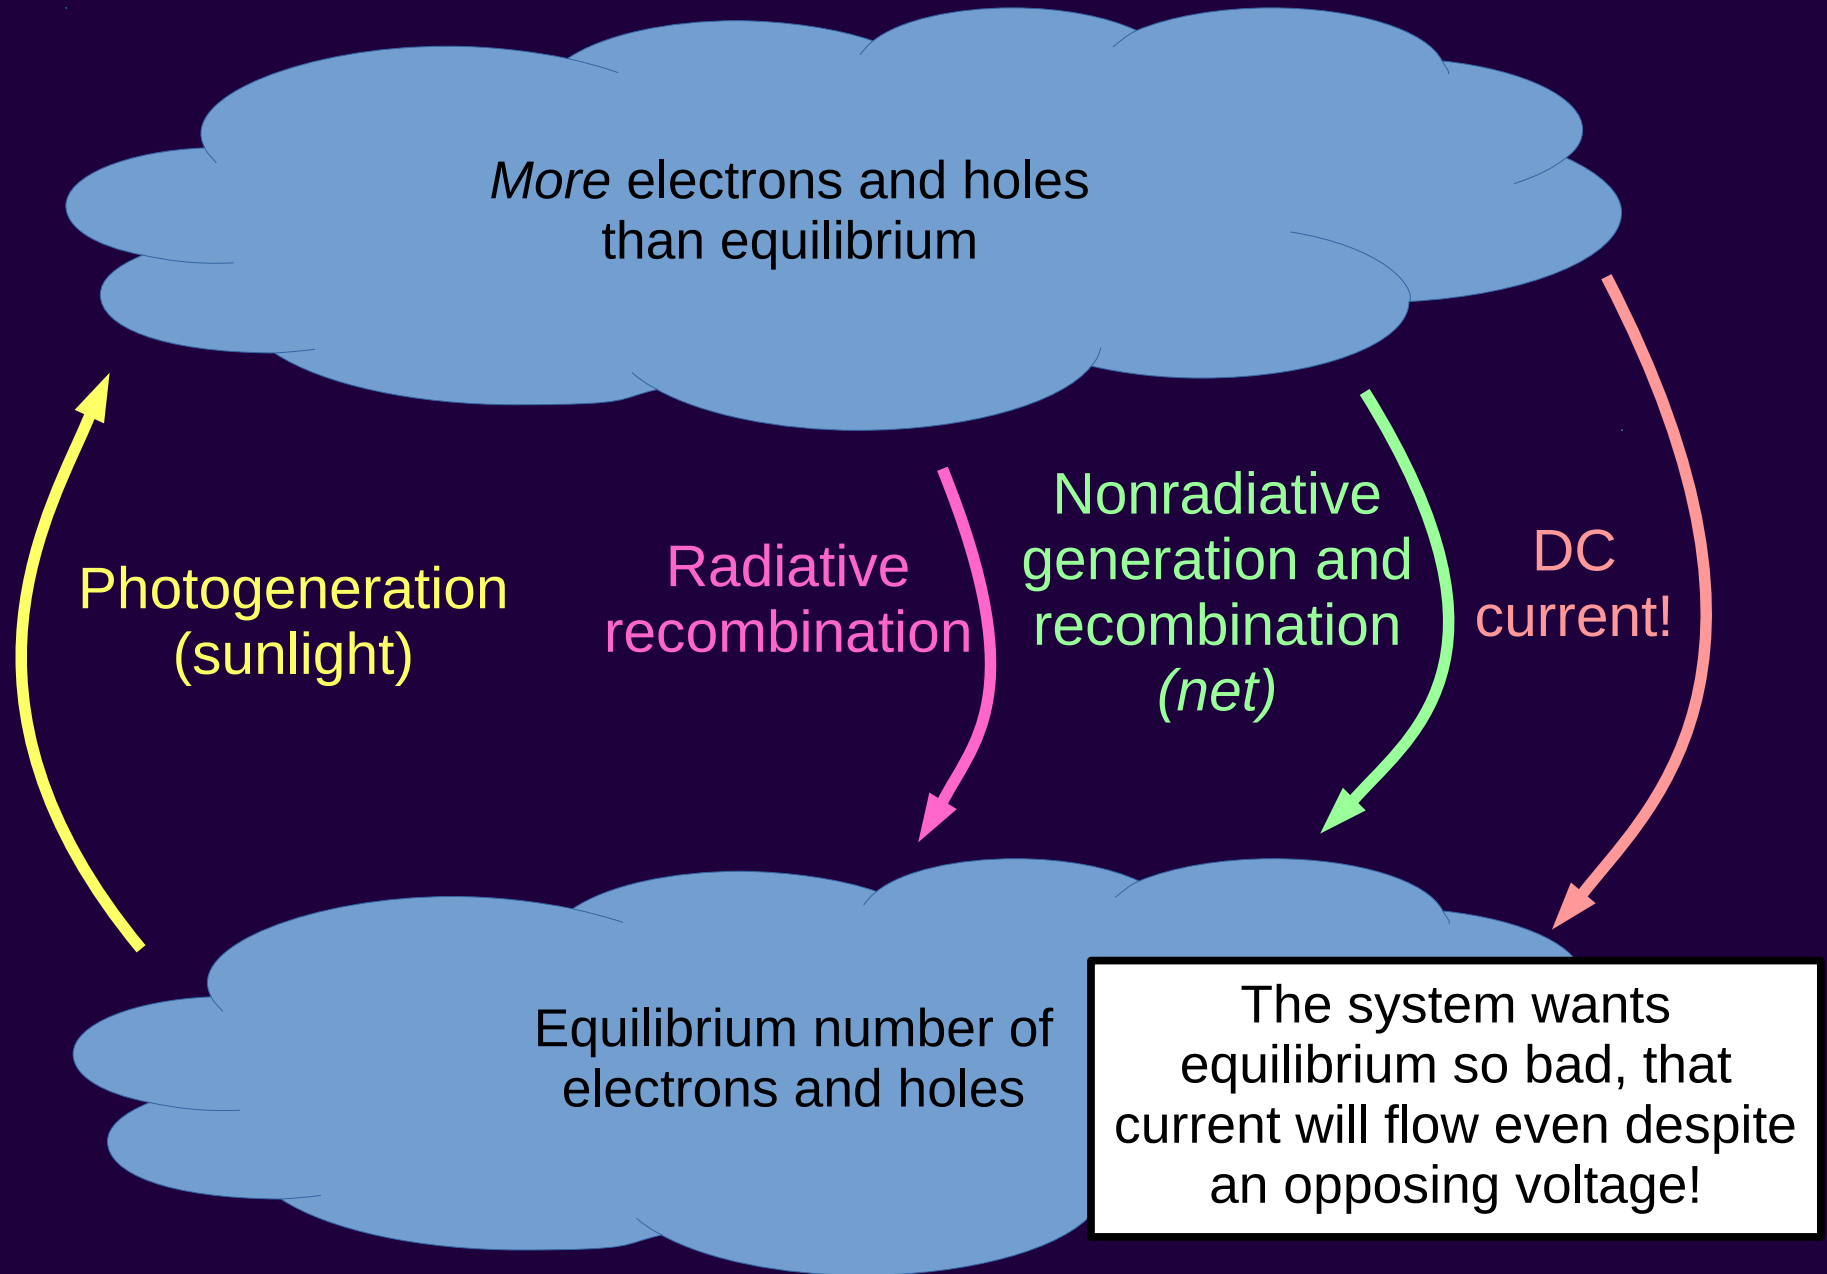 More electrons and holes
than equilibrium
Photogeneration
(sunlight)
Radiative
recombination
Nonradiative
generation and
recombination
(net)
DC
current!
Equilibrium number of
electrons and holes
The system wants
equilibrium so bad, that
current will flow even despite
an opposing voltage!